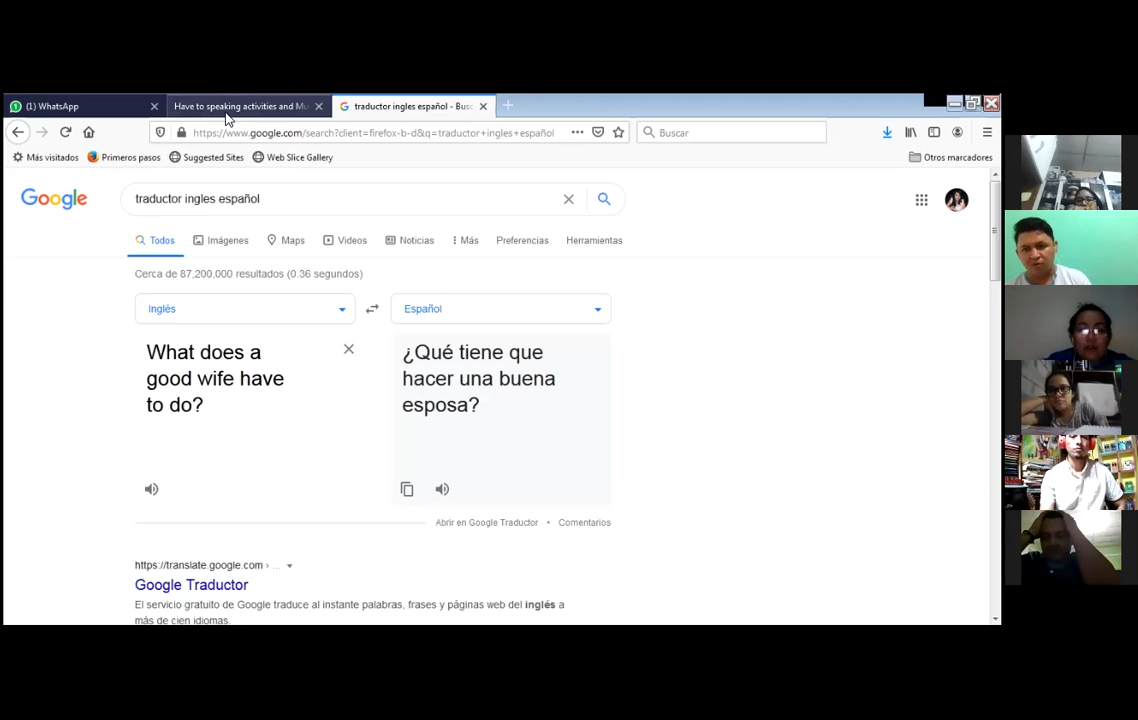 (1) WhatsApp
Have to speaking activities and Mu
traductor ingles español - Busc
https://www.google.com/search?client=firefox-b-d&q=traductor+ingles+español
Buscar
Más visitados
Primeros pasos
Suggested Sites
Web Slice Gallery
Otros marcadores
Google
traductor ingles español
Todos
Imágenes
Maps
Videos
Noticias
Más
Preferencias
Herramientas
Cerca de 87,200,000 resultados (0.36 segundos)
Inglés
Español
What does a
good wife have
to do?
¿Qué tiene que
hacer una buena
esposa?
Abrir en Google Traductor • Comentarios
https://translate.google.com › ...
Google Traductor
El servicio gratuito de Google traduce al instante palabras, frases y páginas web del inglés a
más de cien idiomas.